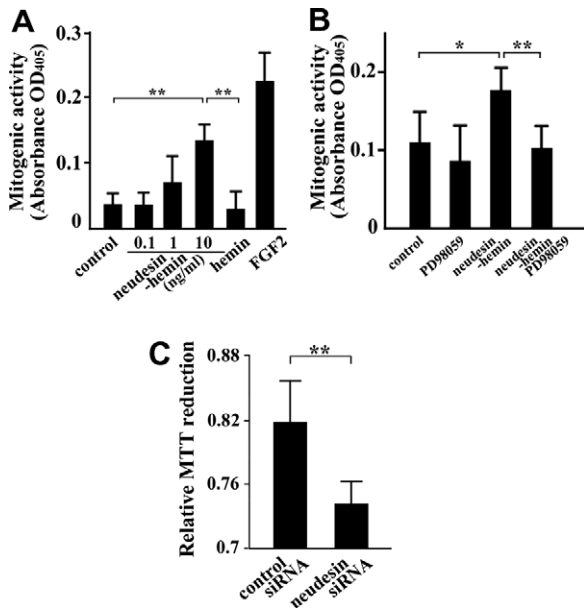 A
Mitogenic activity
(Absorbance OD405)
0.3
0.2
0.1
0
**
**
control
0.1
1
10
neudesin
-hemin
(ng/ml)
hemin
FGF2
B
Mitogenic activity
(Absorbance OD405)
0.2
0.1
0
*
**
control
PD98059
neudesin
-hemin
neudesin
-hemin
PD98059
C
Relative MTT reduction
0.88
0.82
0.76
0.7
**
control
siRNA
neudesin
siRNA